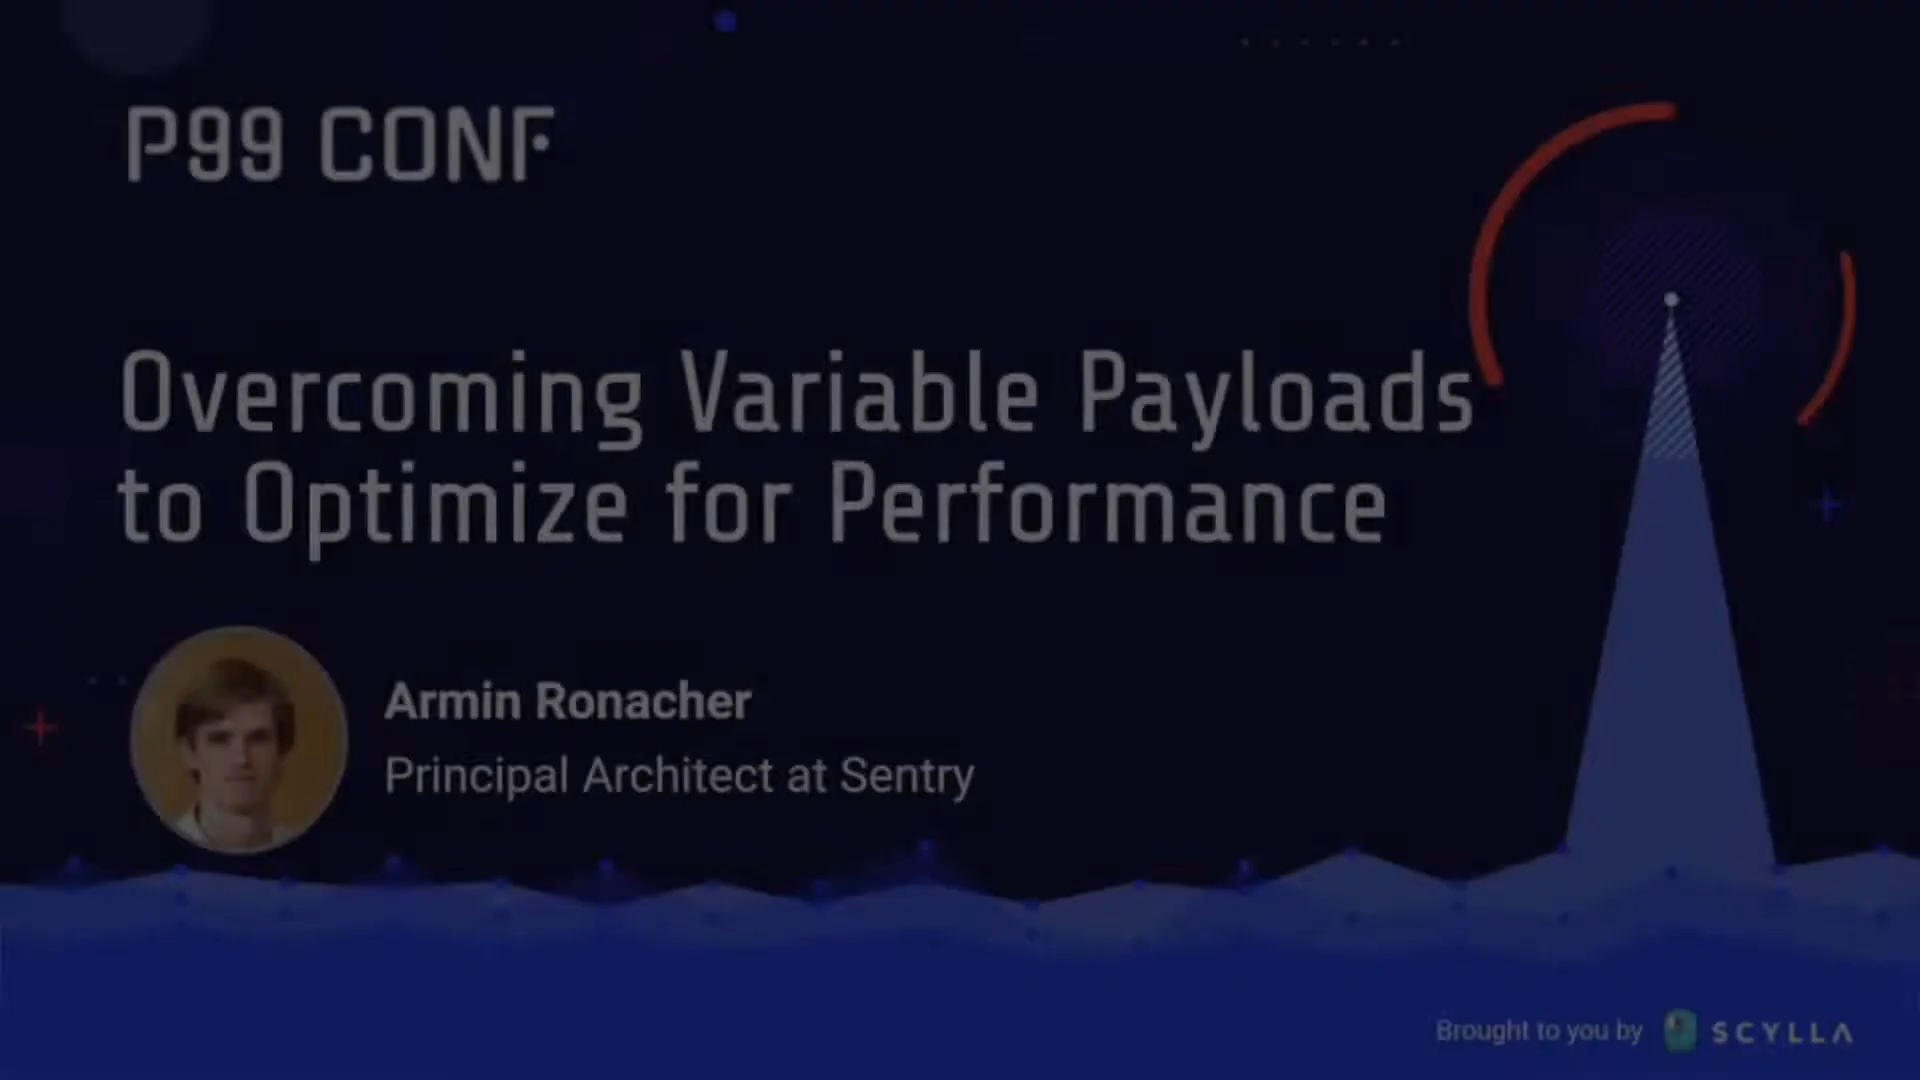 P99 CONF
Overcoming Variable Payloads
to Optimize for Performance
Armin Ronacher
Principal Architect at Sentry
Brought to you by SCYLLA